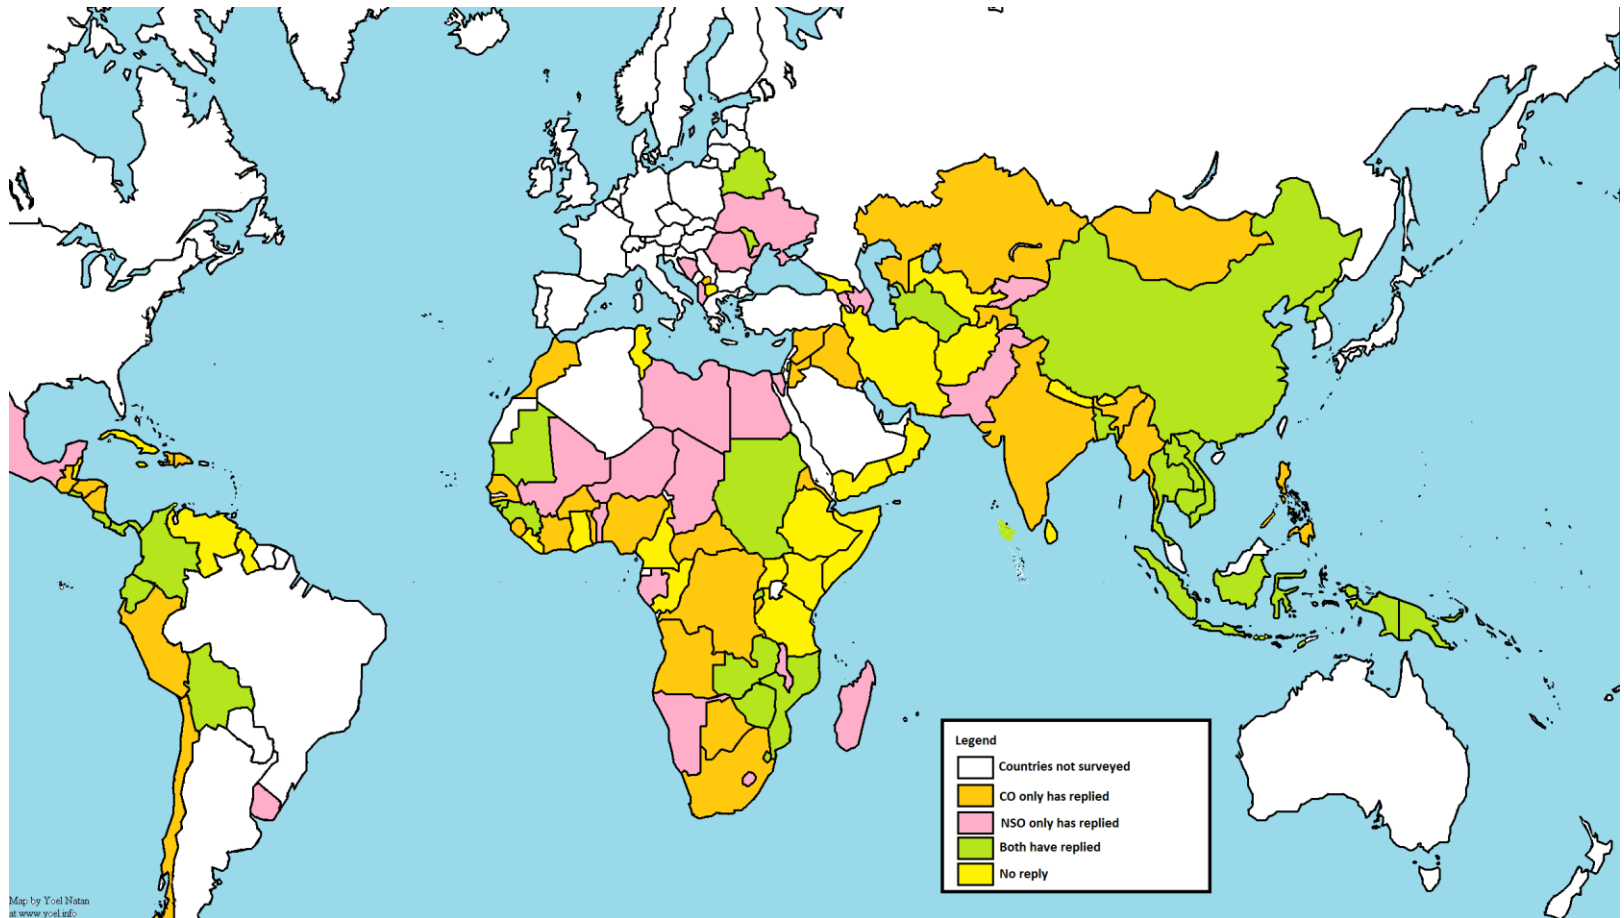 Legend
Countries not surveyed
CO only has replied
NSO only has replied
Both have replied
No reply
Map by Yoel Natan
at www.yoel.info